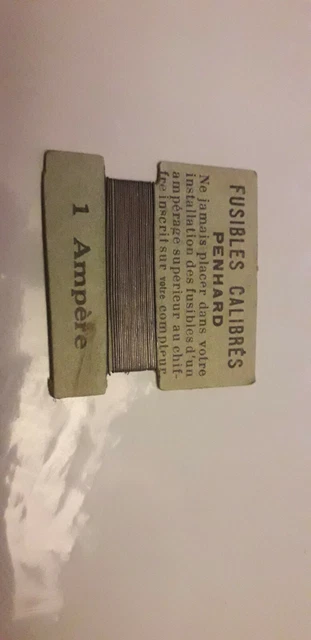 FUSIBLES CALIBRÉS
PENHARD
Ne jamais placer dans votre
installation des fusibles d'un
ampérage supérieur au chif-
fre inscrit sur votre compteur
1 Ampère